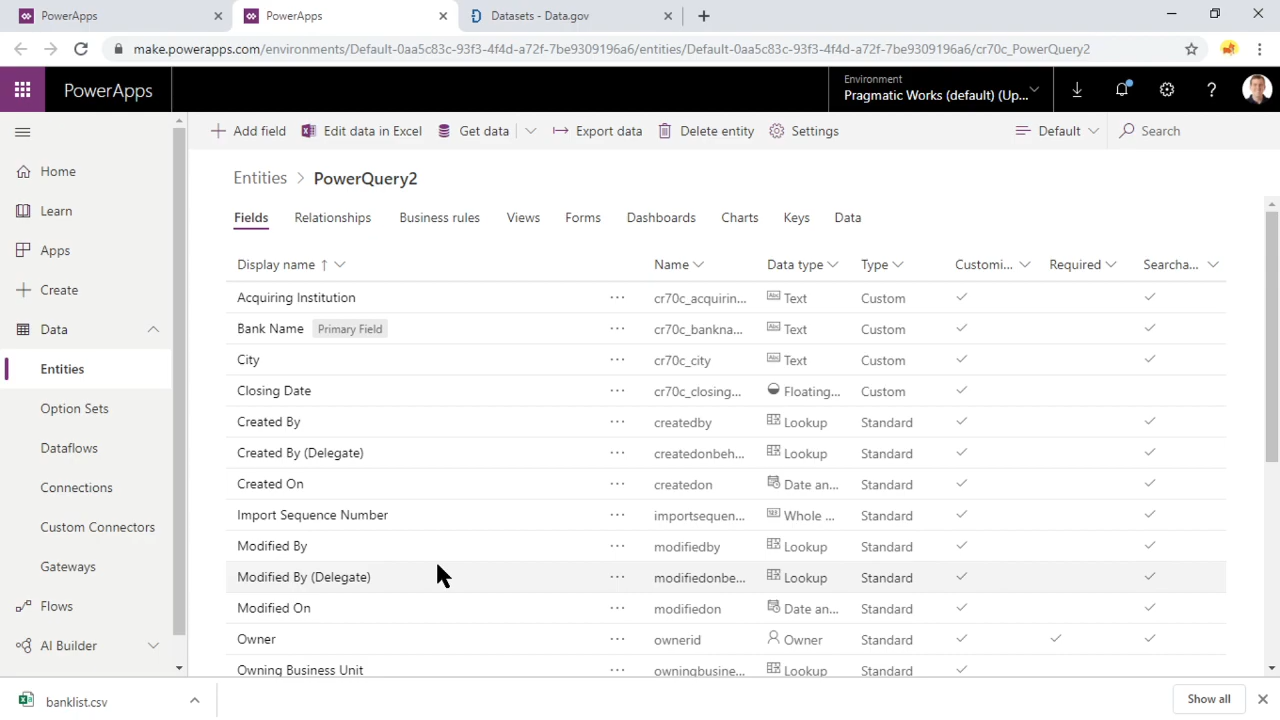 PowerApps
PowerApps
Datasets - Data.gov
make.powerapps.com/environments/Default-0aa5c83c-93f3-4f4d-a72f-7be9309196a6/entities/Default-0aa5c83c-93f3-4f4d-a72f-7be9309196a6/cr70c_PowerQuery2
PowerApps
Environment
Pragmatic Works (default) (Up...
Add field
Edit data in Excel
Get data
Export data
Delete entity
Settings
Default
Search
Home
Learn
Apps
Create
Data
Entities
Option Sets
Dataflows
Connections
Custom Connectors
Gateways
Flows
AI Builder
Entities > PowerQuery2
Fields Relationships Business rules Views Forms Dashboards Charts Keys Data
Display name ↑ Name Data type Type Customi... Required Searcha...
Acquiring Institution ... cr70c_acquirin... Abc Text Custom
Bank Name Primary Field ... cr70c_bankna... Abc Text Custom
City ... cr70c_city Abc Text Custom
Closing Date ... cr70c_closing... Floating... Custom
Created By ... createdby Lookup Standard
Created By (Delegate) ... createdonbeh... Lookup Standard
Created On ... createdon Date an... Standard
Import Sequence Number ... importsequen... Whole ... Standard
Modified By ... modifiedby Lookup Standard
Modified By (Delegate) ... modifiedonbe... Lookup Standard
Modified On ... modifiedon Date an... Standard
Owner ... ownerid Owner Standard
Owning Business Unit ... owningbusine... Lookup Standard
banklist.csv
Show all